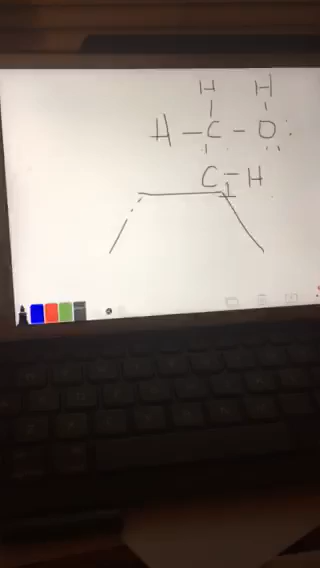 H H
H – C – O :
C – H